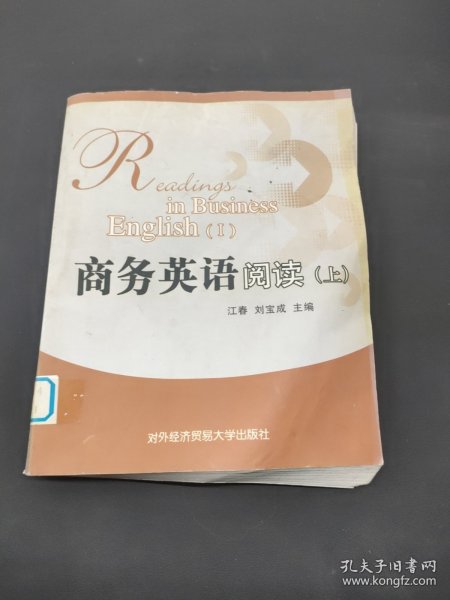 Readings
in Business
English (I)
商务英语 阅读 (上)
江春 刘宝成 主编
对外经济贸易大学出版社
孔夫子旧书网
www.kongfz.com